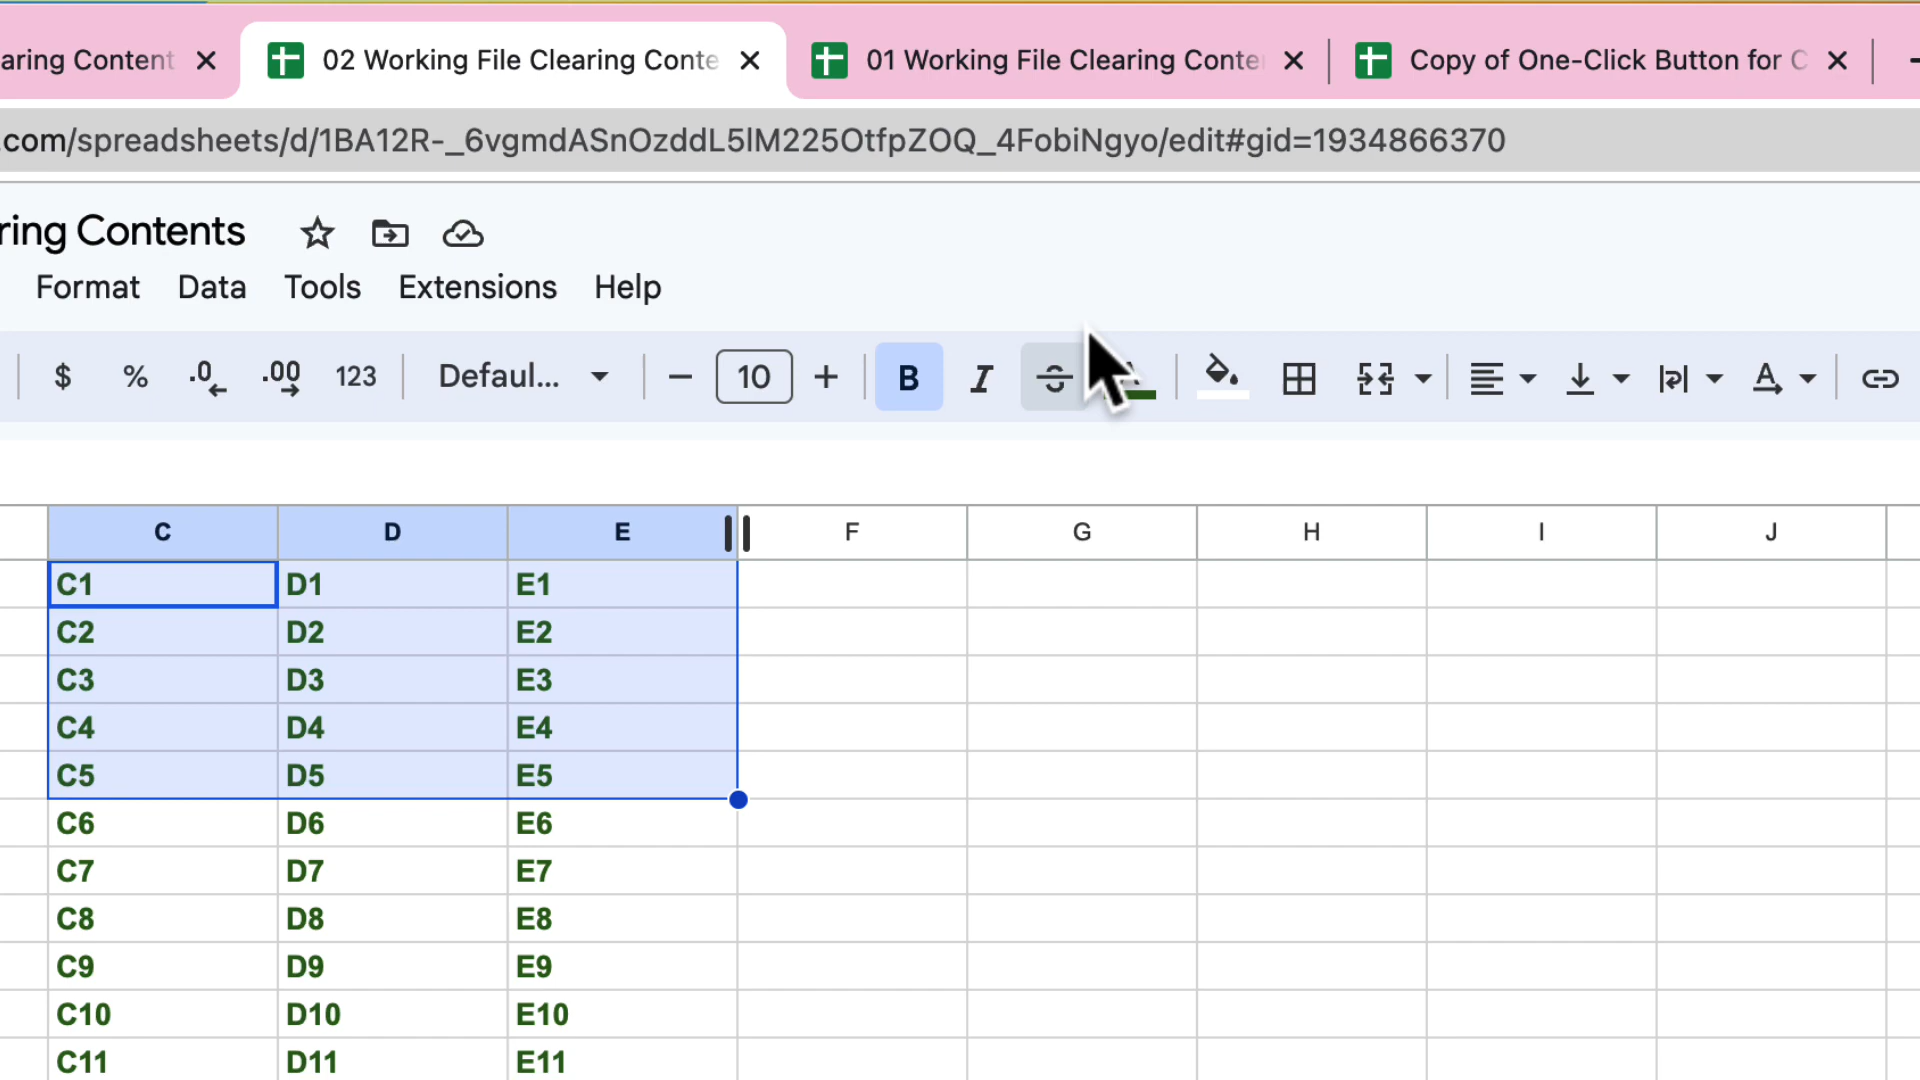 aring Content
02 Working File Clearing Conte
01 Working File Clearing Conte
Copy of One-Click Button for C
.com/spreadsheets/d/1BA12R-_6vgmdASnOzddL5lM225OtfpZOQ_4FobiNgyo/edit#gid=1934866370
ring Contents
Format Data Tools Extensions Help
$ % .0 .00 123 Defaul... 10 B I S A A
C D E F G H I J
C1 D1 E1
C2 D2 E2
C3 D3 E3
C4 D4 E4
C5 D5 E5
C6 D6 E6
C7 D7 E7
C8 D8 E8
C9 D9 E9
C10 D10 E10
C11 D11 E11